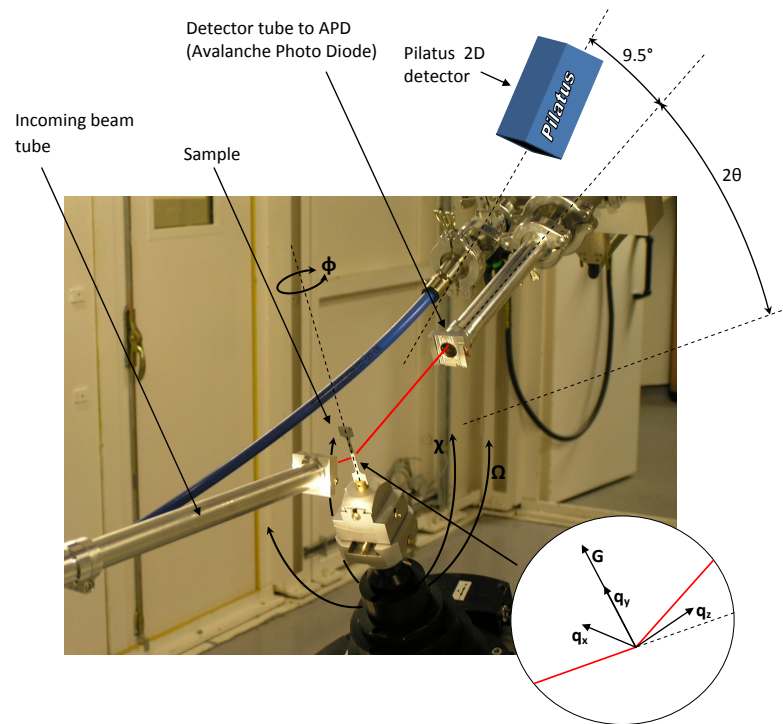 Detector tube to APD
(Avalanche Photo Diode)
Pilatus 2D
detector
9.5°
Pilatus
Incoming beam
tube
Sample
2θ
ϕ
χ
Ω
G
qy
qx
qz